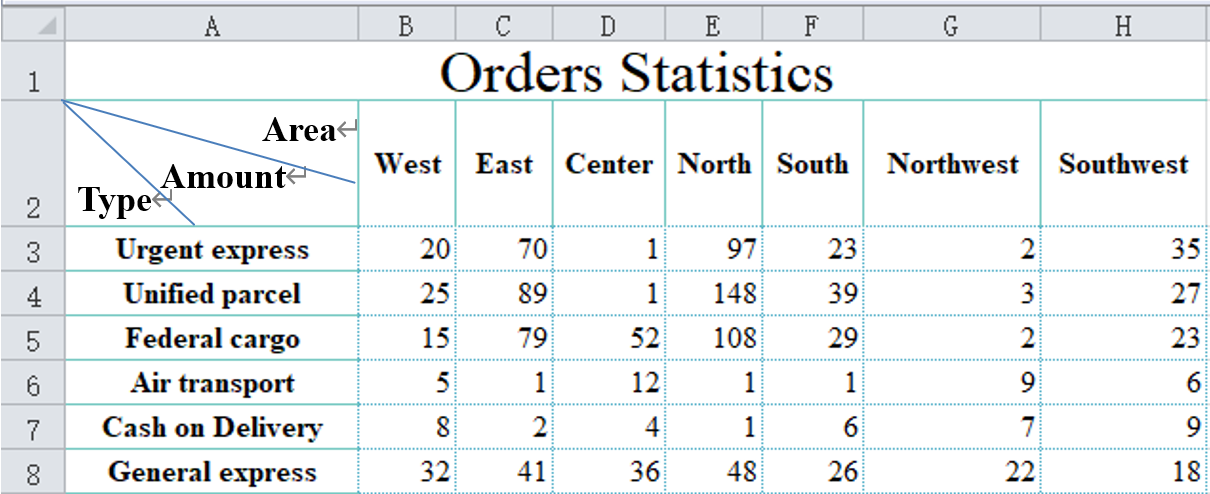 A B C D E F G H
1 Orders Statistics
2 Area↵ Amount↵ Type↵ West East Center North South Northwest Southwest
3 Urgent express 20 70 1 97 23 2 35
4 Unified parcel 25 89 1 148 39 3 27
5 Federal cargo 15 79 52 108 29 2 23
6 Air transport 5 1 12 1 1 9 6
7 Cash on Delivery 8 2 4 1 6 7 9
8 General express 32 41 36 48 26 22 18